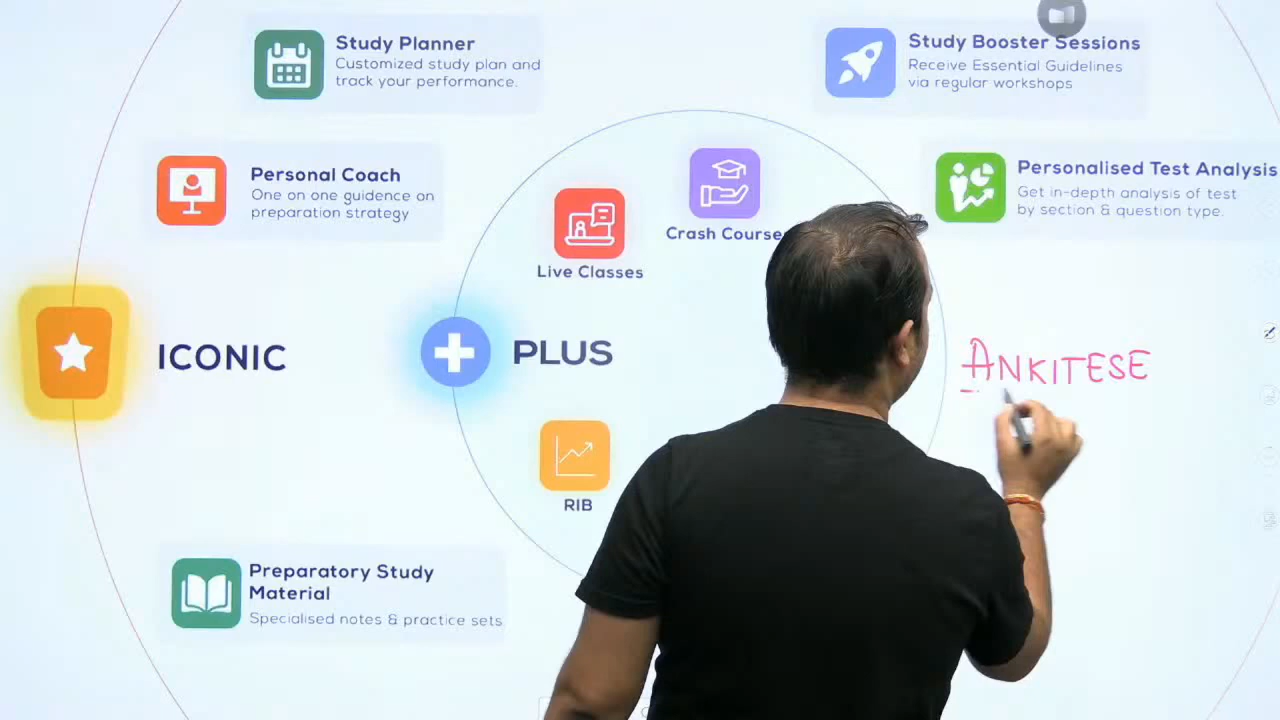 Study Planner
Customized study plan and
track your performance.
Study Booster Sessions
Receive Essential Guidelines
via regular workshops
Personal Coach
One on one guidance on
preparation strategy
Live Classes
Crash Course
Personalised Test Analysis
Get in-depth analysis of test
by section & question type.
ICONIC
PLUS
ANKITESE
RIB
Preparatory Study
Material
Specialised notes & practice sets